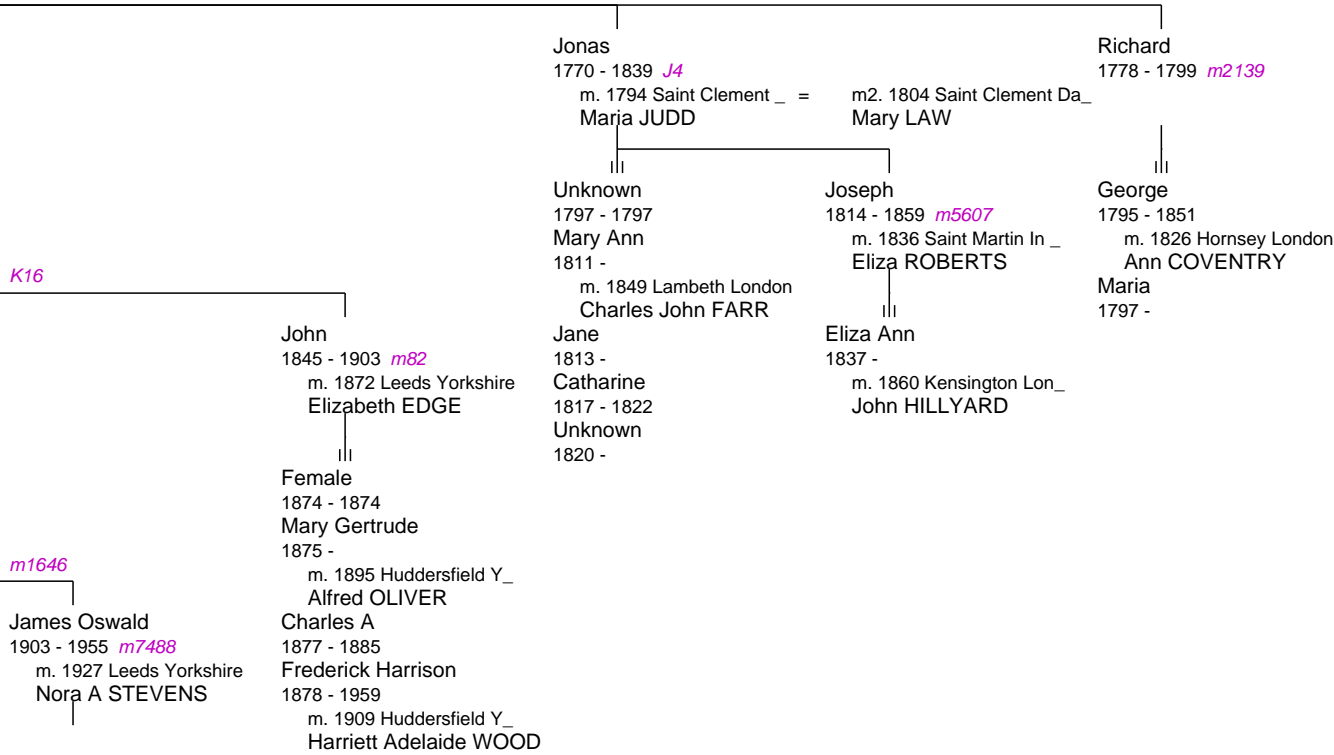 Jonas
1770 - 1839 J4
m. 1794 Saint Clement _ =
Maria JUDD
m2. 1804 Saint Clement Da_
Mary LAW
Richard
1778 - 1799 m2139
Unknown
1797 - 1797
Mary Ann
1811 -
m. 1849 Lambeth London
Charles John FARR
Jane
1813 -
Catharine
1817 - 1822
Unknown
1820 -
Joseph
1814 - 1859 m5607
m. 1836 Saint Martin In _
Eliza ROBERTS
Eliza Ann
1837 -
m. 1860 Kensington Lon_
John HILLYARD
George
1795 - 1851
m. 1826 Hornsey London
Ann COVENTRY
Maria
1797 -
K16
John
1845 - 1903 m82
m. 1872 Leeds Yorkshire
Elizabeth EDGE
Female
1874 - 1874
Mary Gertrude
1875 -
m. 1895 Huddersfield Y_
Alfred OLIVER
Charles A
1877 - 1885
Frederick Harrison
1878 - 1959
m. 1909 Huddersfield Y_
Harriett Adelaide WOOD
m1646
James Oswald
1903 - 1955 m7488
m. 1927 Leeds Yorkshire
Nora A STEVENS